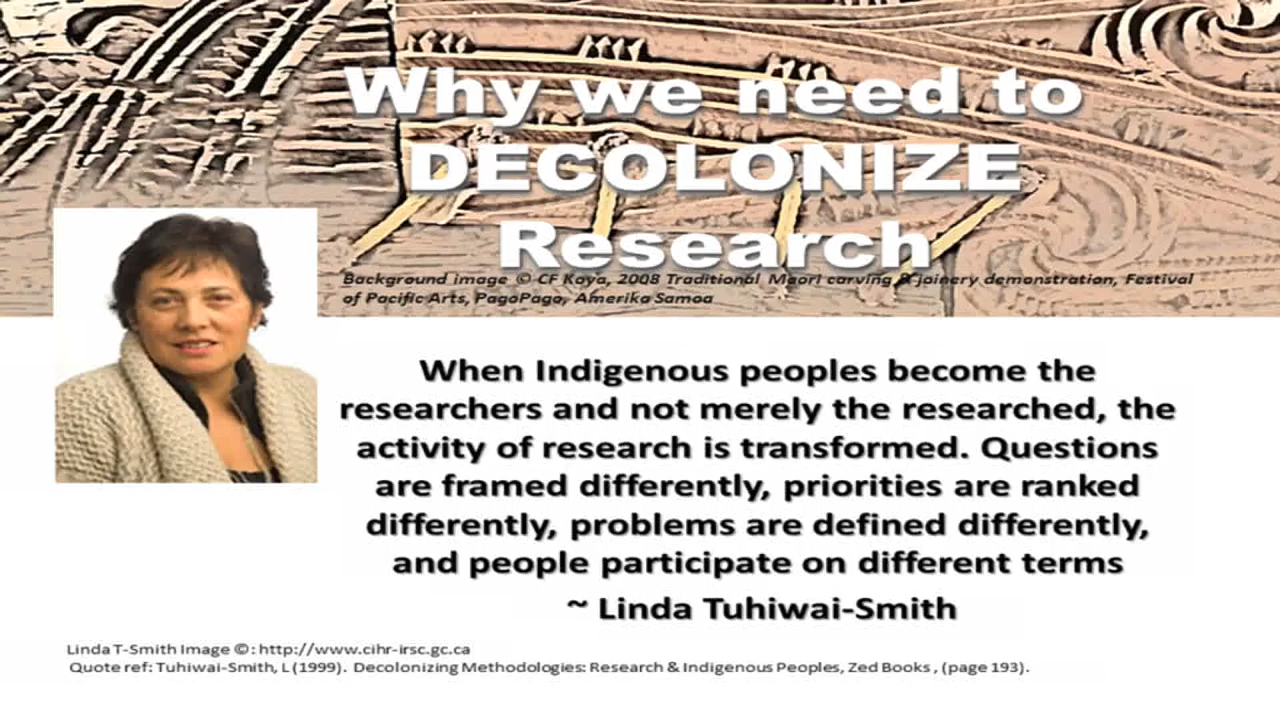 Why we need to
DECOLONIZE
Research
Background image © CF Koya, 2008 Traditional Maori carving & joinery demonstration, Festival
of Pacific Arts, PagoPago, Amerika Samoa
When Indigenous peoples become the
researchers and not merely the researched, the
activity of research is transformed. Questions
are framed differently, priorities are ranked
differently, problems are defined differently,
and people participate on different terms
~ Linda Tuhiwai-Smith
Linda T-Smith Image ©: http://www.cihr-irsc.gc.ca
Quote ref: Tuhiwai-Smith, L (1999). Decolonizing Methodologies: Research & Indigenous Peoples, Zed Books , (page 193).